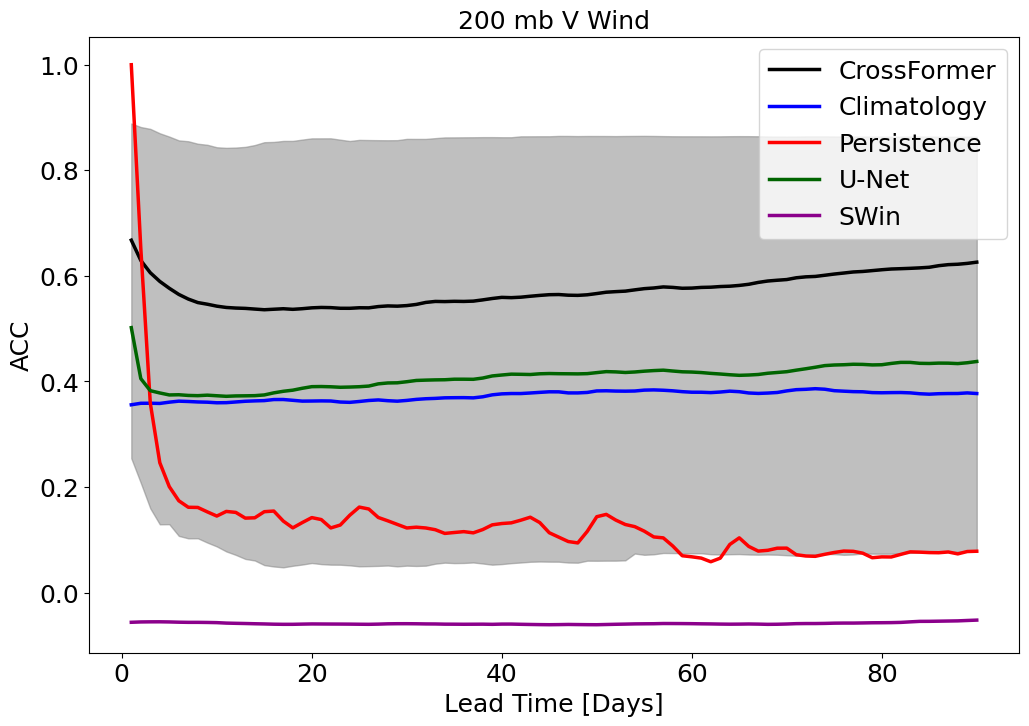 200 mb V Wind
CrossFormer
Climatology
Persistence
U-Net
SWin
ACC
1.0
0.8
0.6
0.4
0.2
0.0
0 20 40 60 80
Lead Time [Days]